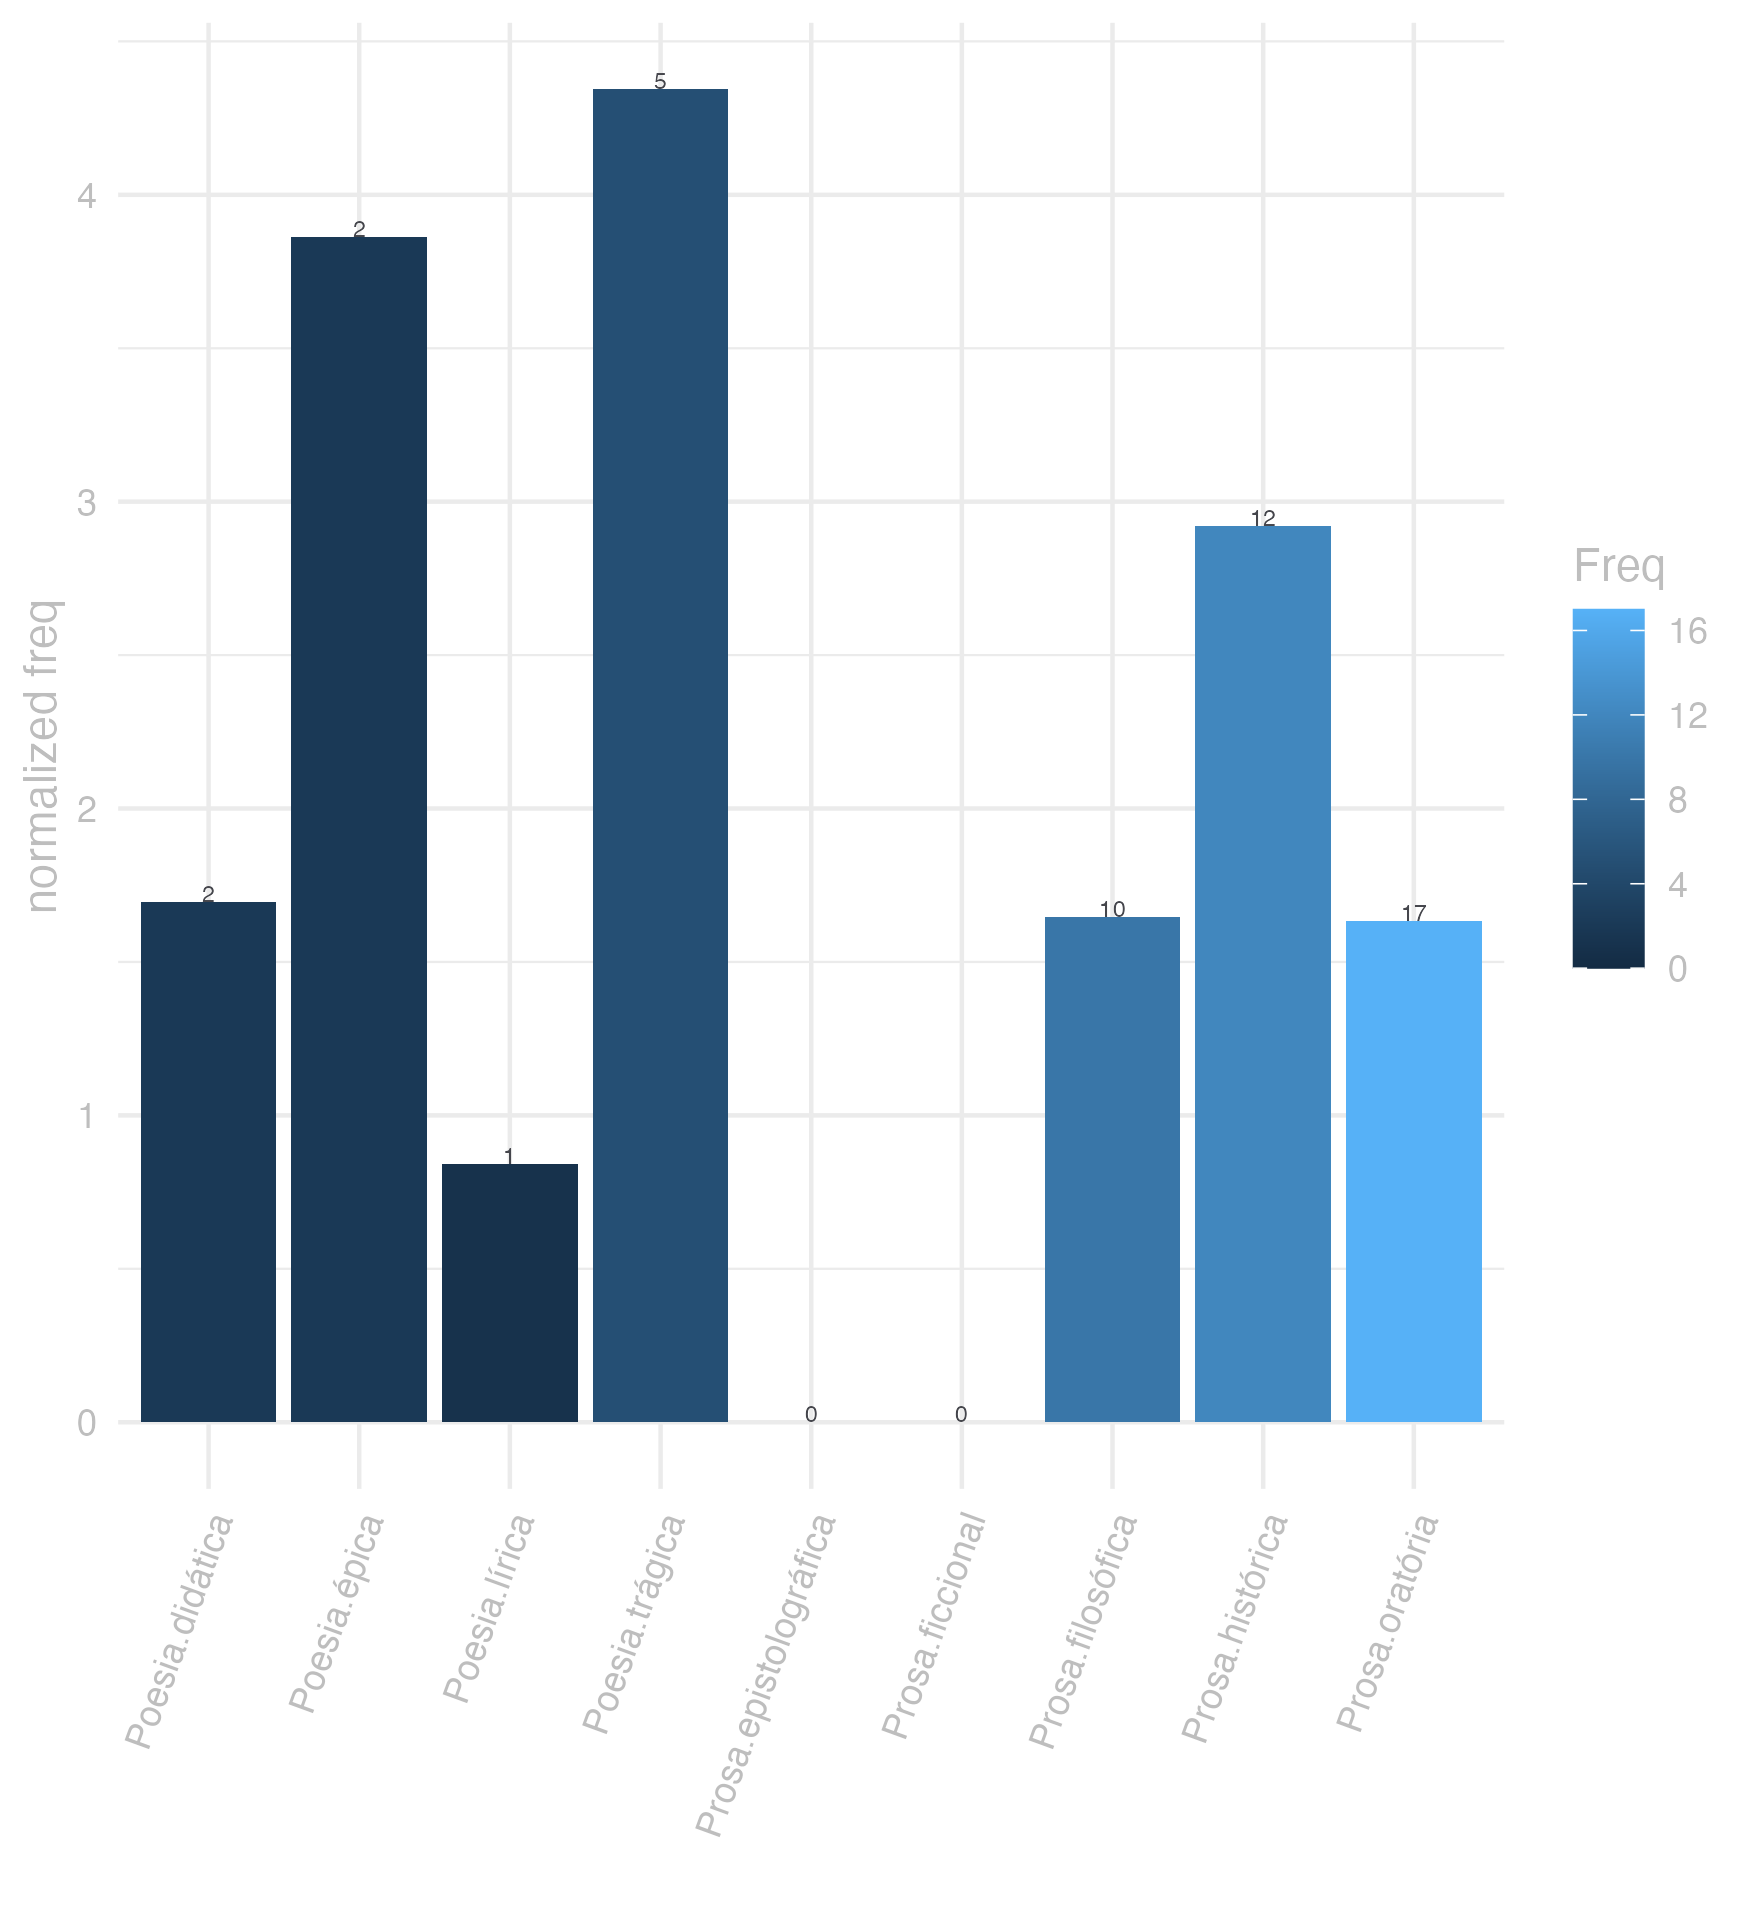 normalized freq
4
3
2
1
0
2
2
1
5
0
0
10
12
17
Poesia.didática
Poesia.épica
Poesia.lírica
Poesia.trágica
Prosa.epistolográfica
Prosa.ficcional
Prosa.filosófica
Prosa.histórica
Prosa.oratória
Freq
16
12
8
4
0